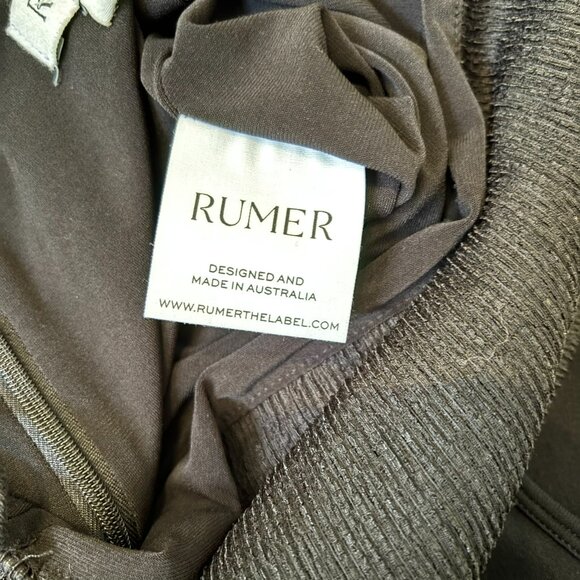 RUMER
DESIGNED AND
MADE IN AUSTRALIA
WWW.RUMERTHELABEL.COM